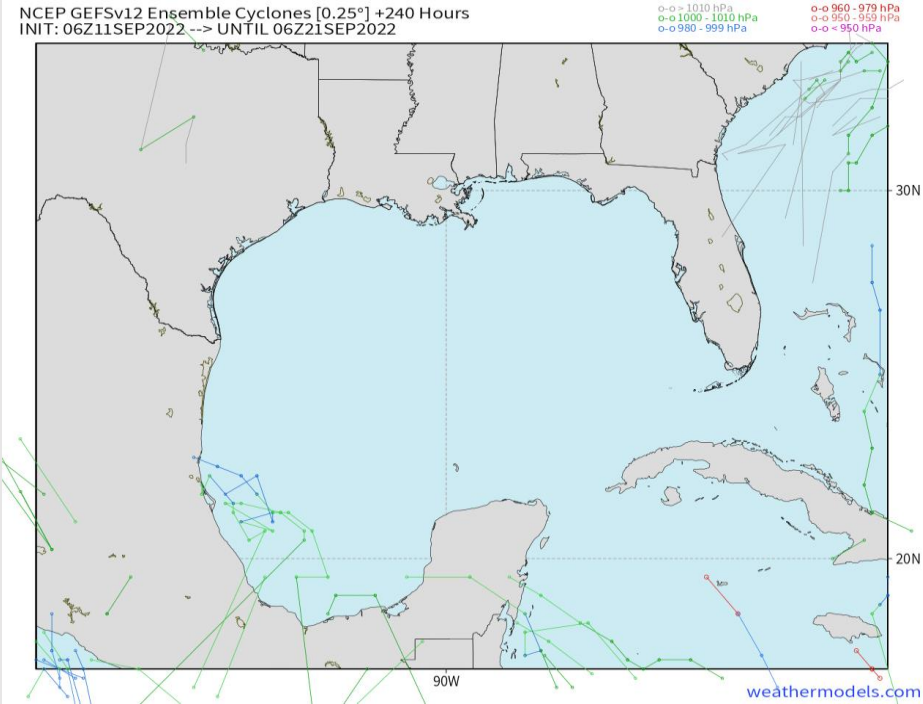 NCEP GEFSv12 Ensemble Cyclones [0.25°] +240 Hours
INIT: 06Z11SEP2022 --> UNTIL 06Z21SEP2022
o-o > 1010 hPa
o-o 1000 - 1010 hPa
o-o 980 - 999 hPa
o-o 960 - 979 hPa
o-o 950 - 959 hPa
o-o < 950 hPa
30N
20N
90W
weathermodels.com